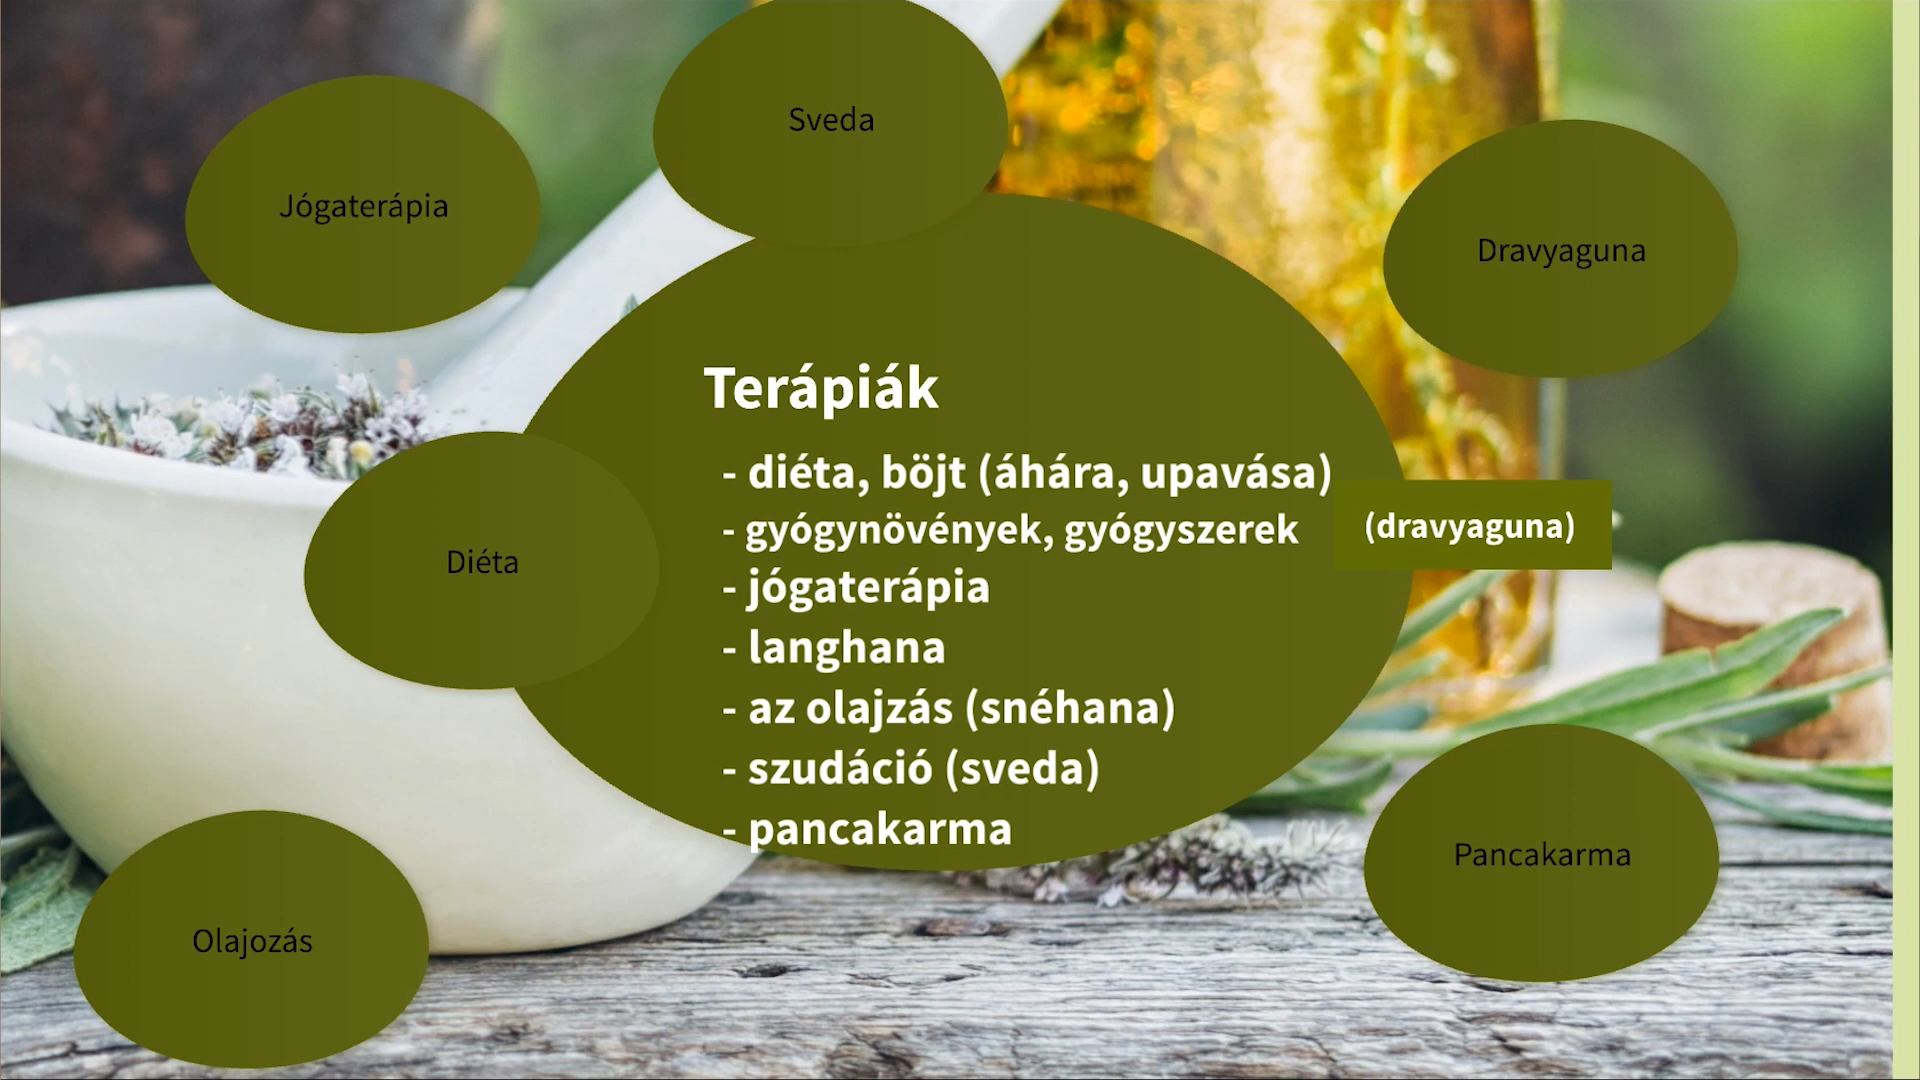 Sveda
Jógaterápia
Dravyaguna
Terápiák
- diéta, böjt (áhára, upavása)
- gyógynövények, gyógyszerek (dravyaguna)
- jógaterápia
- langhana
- az olajzás (snéhana)
- szudáció (sveda)
- pancakarma
Diéta
Pancakarma
Olajozás